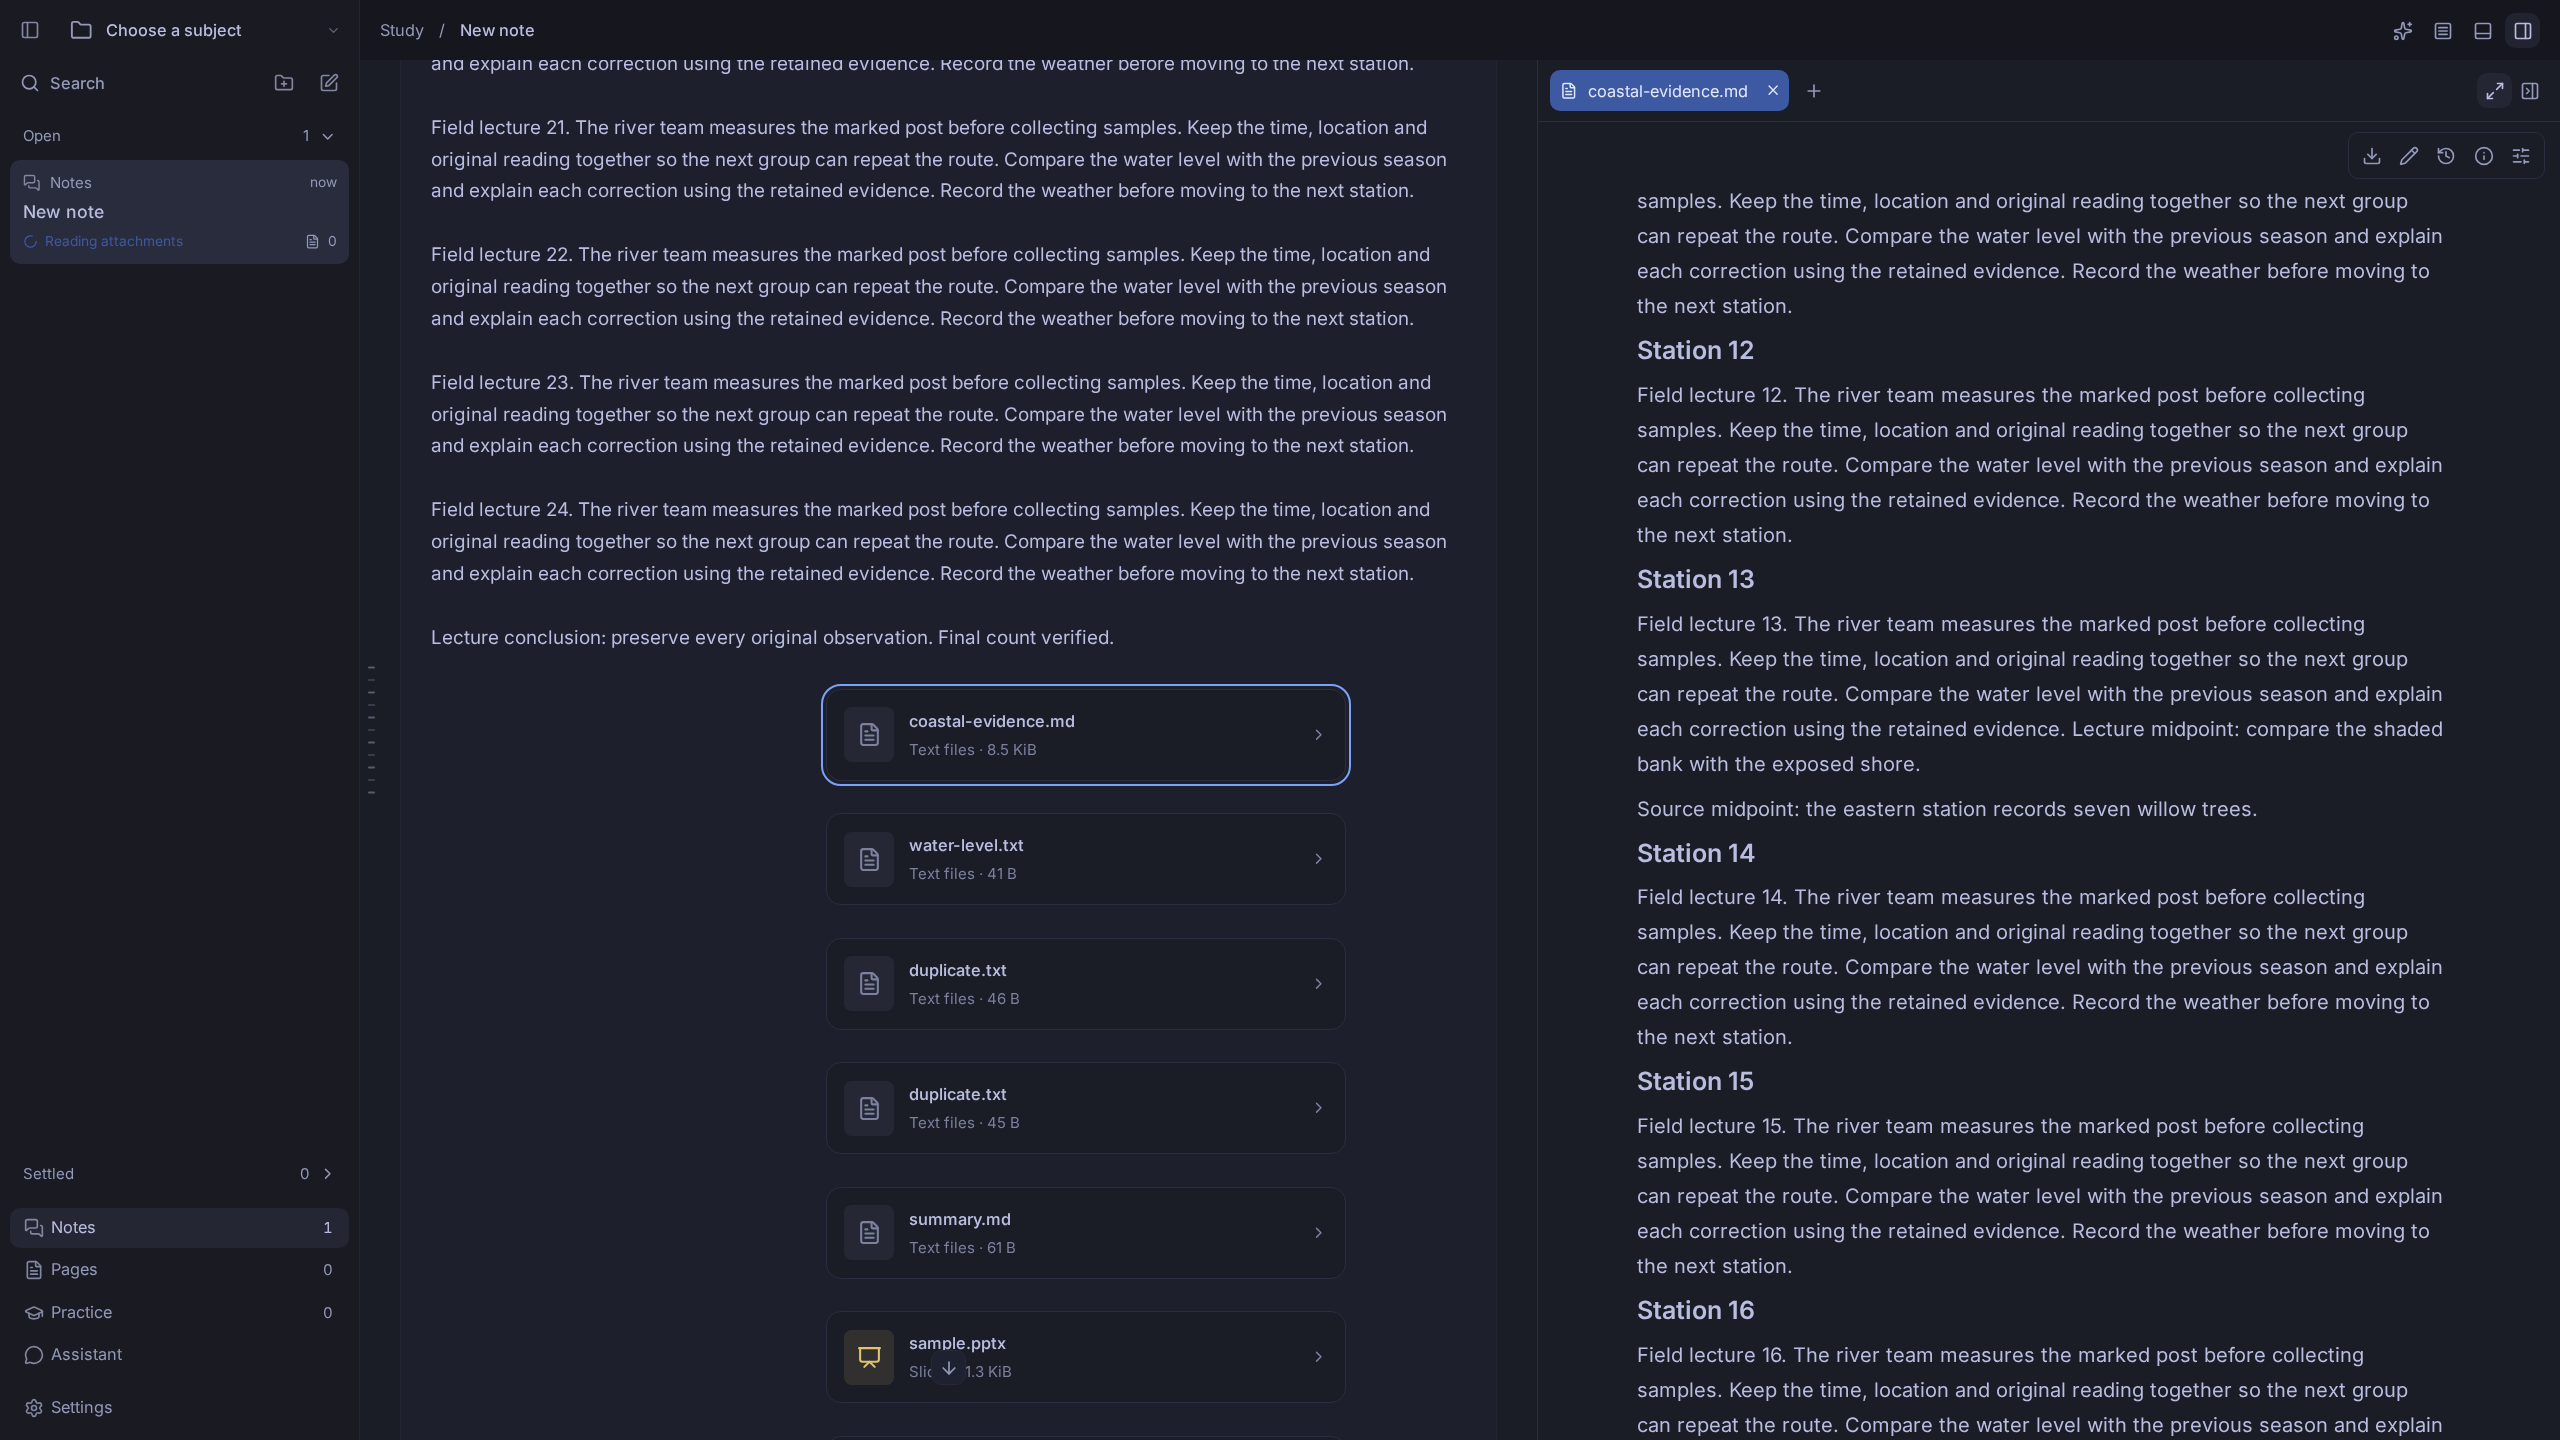 Choose a subject
Search
Open 1
Notes now
New note
Reading attachments 0
Settled 0
Notes 1
Pages 0
Practice 0
Assistant
Settings
Study / New note
and explain each correction using the retained evidence. Record the weather before moving to the next station.
Field lecture 21. The river team measures the marked post before collecting samples. Keep the time, location and
original reading together so the next group can repeat the route. Compare the water level with the previous season
and explain each correction using the retained evidence. Record the weather before moving to the next station.
Field lecture 22. The river team measures the marked post before collecting samples. Keep the time, location and
original reading together so the next group can repeat the route. Compare the water level with the previous season
and explain each correction using the retained evidence. Record the weather before moving to the next station.
Field lecture 23. The river team measures the marked post before collecting samples. Keep the time, location and
original reading together so the next group can repeat the route. Compare the water level with the previous season
and explain each correction using the retained evidence. Record the weather before moving to the next station.
Field lecture 24. The river team measures the marked post before collecting samples. Keep the time, location and
original reading together so the next group can repeat the route. Compare the water level with the previous season
and explain each correction using the retained evidence. Record the weather before moving to the next station.
Lecture conclusion: preserve every original observation. Final count verified.
coastal-evidence.md
Text files · 8.5 KiB
water-level.txt
Text files · 41 B
duplicate.txt
Text files · 46 B
duplicate.txt
Text files · 45 B
summary.md
Text files · 61 B
sample.pptx
1.3 KiB
coastal-evidence.md
samples. Keep the time, location and original reading together so the next group
can repeat the route. Compare the water level with the previous season and explain
each correction using the retained evidence. Record the weather before moving to
the next station.
Station 12
Field lecture 12. The river team measures the marked post before collecting
samples. Keep the time, location and original reading together so the next group
can repeat the route. Compare the water level with the previous season and explain
each correction using the retained evidence. Record the weather before moving to
the next station.
Station 13
Field lecture 13. The river team measures the marked post before collecting
samples. Keep the time, location and original reading together so the next group
can repeat the route. Compare the water level with the previous season and explain
each correction using the retained evidence. Lecture midpoint: compare the shaded
bank with the exposed shore.
Source midpoint: the eastern station records seven willow trees.
Station 14
Field lecture 14. The river team measures the marked post before collecting
samples. Keep the time, location and original reading together so the next group
can repeat the route. Compare the water level with the previous season and explain
each correction using the retained evidence. Record the weather before moving to
the next station.
Station 15
Field lecture 15. The river team measures the marked post before collecting
samples. Keep the time, location and original reading together so the next group
can repeat the route. Compare the water level with the previous season and explain
each correction using the retained evidence. Record the weather before moving to
the next station.
Station 16
Field lecture 16. The river team measures the marked post before collecting
samples. Keep the time, location and original reading together so the next group
can repeat the route. Compare the water level with the previous season and explain